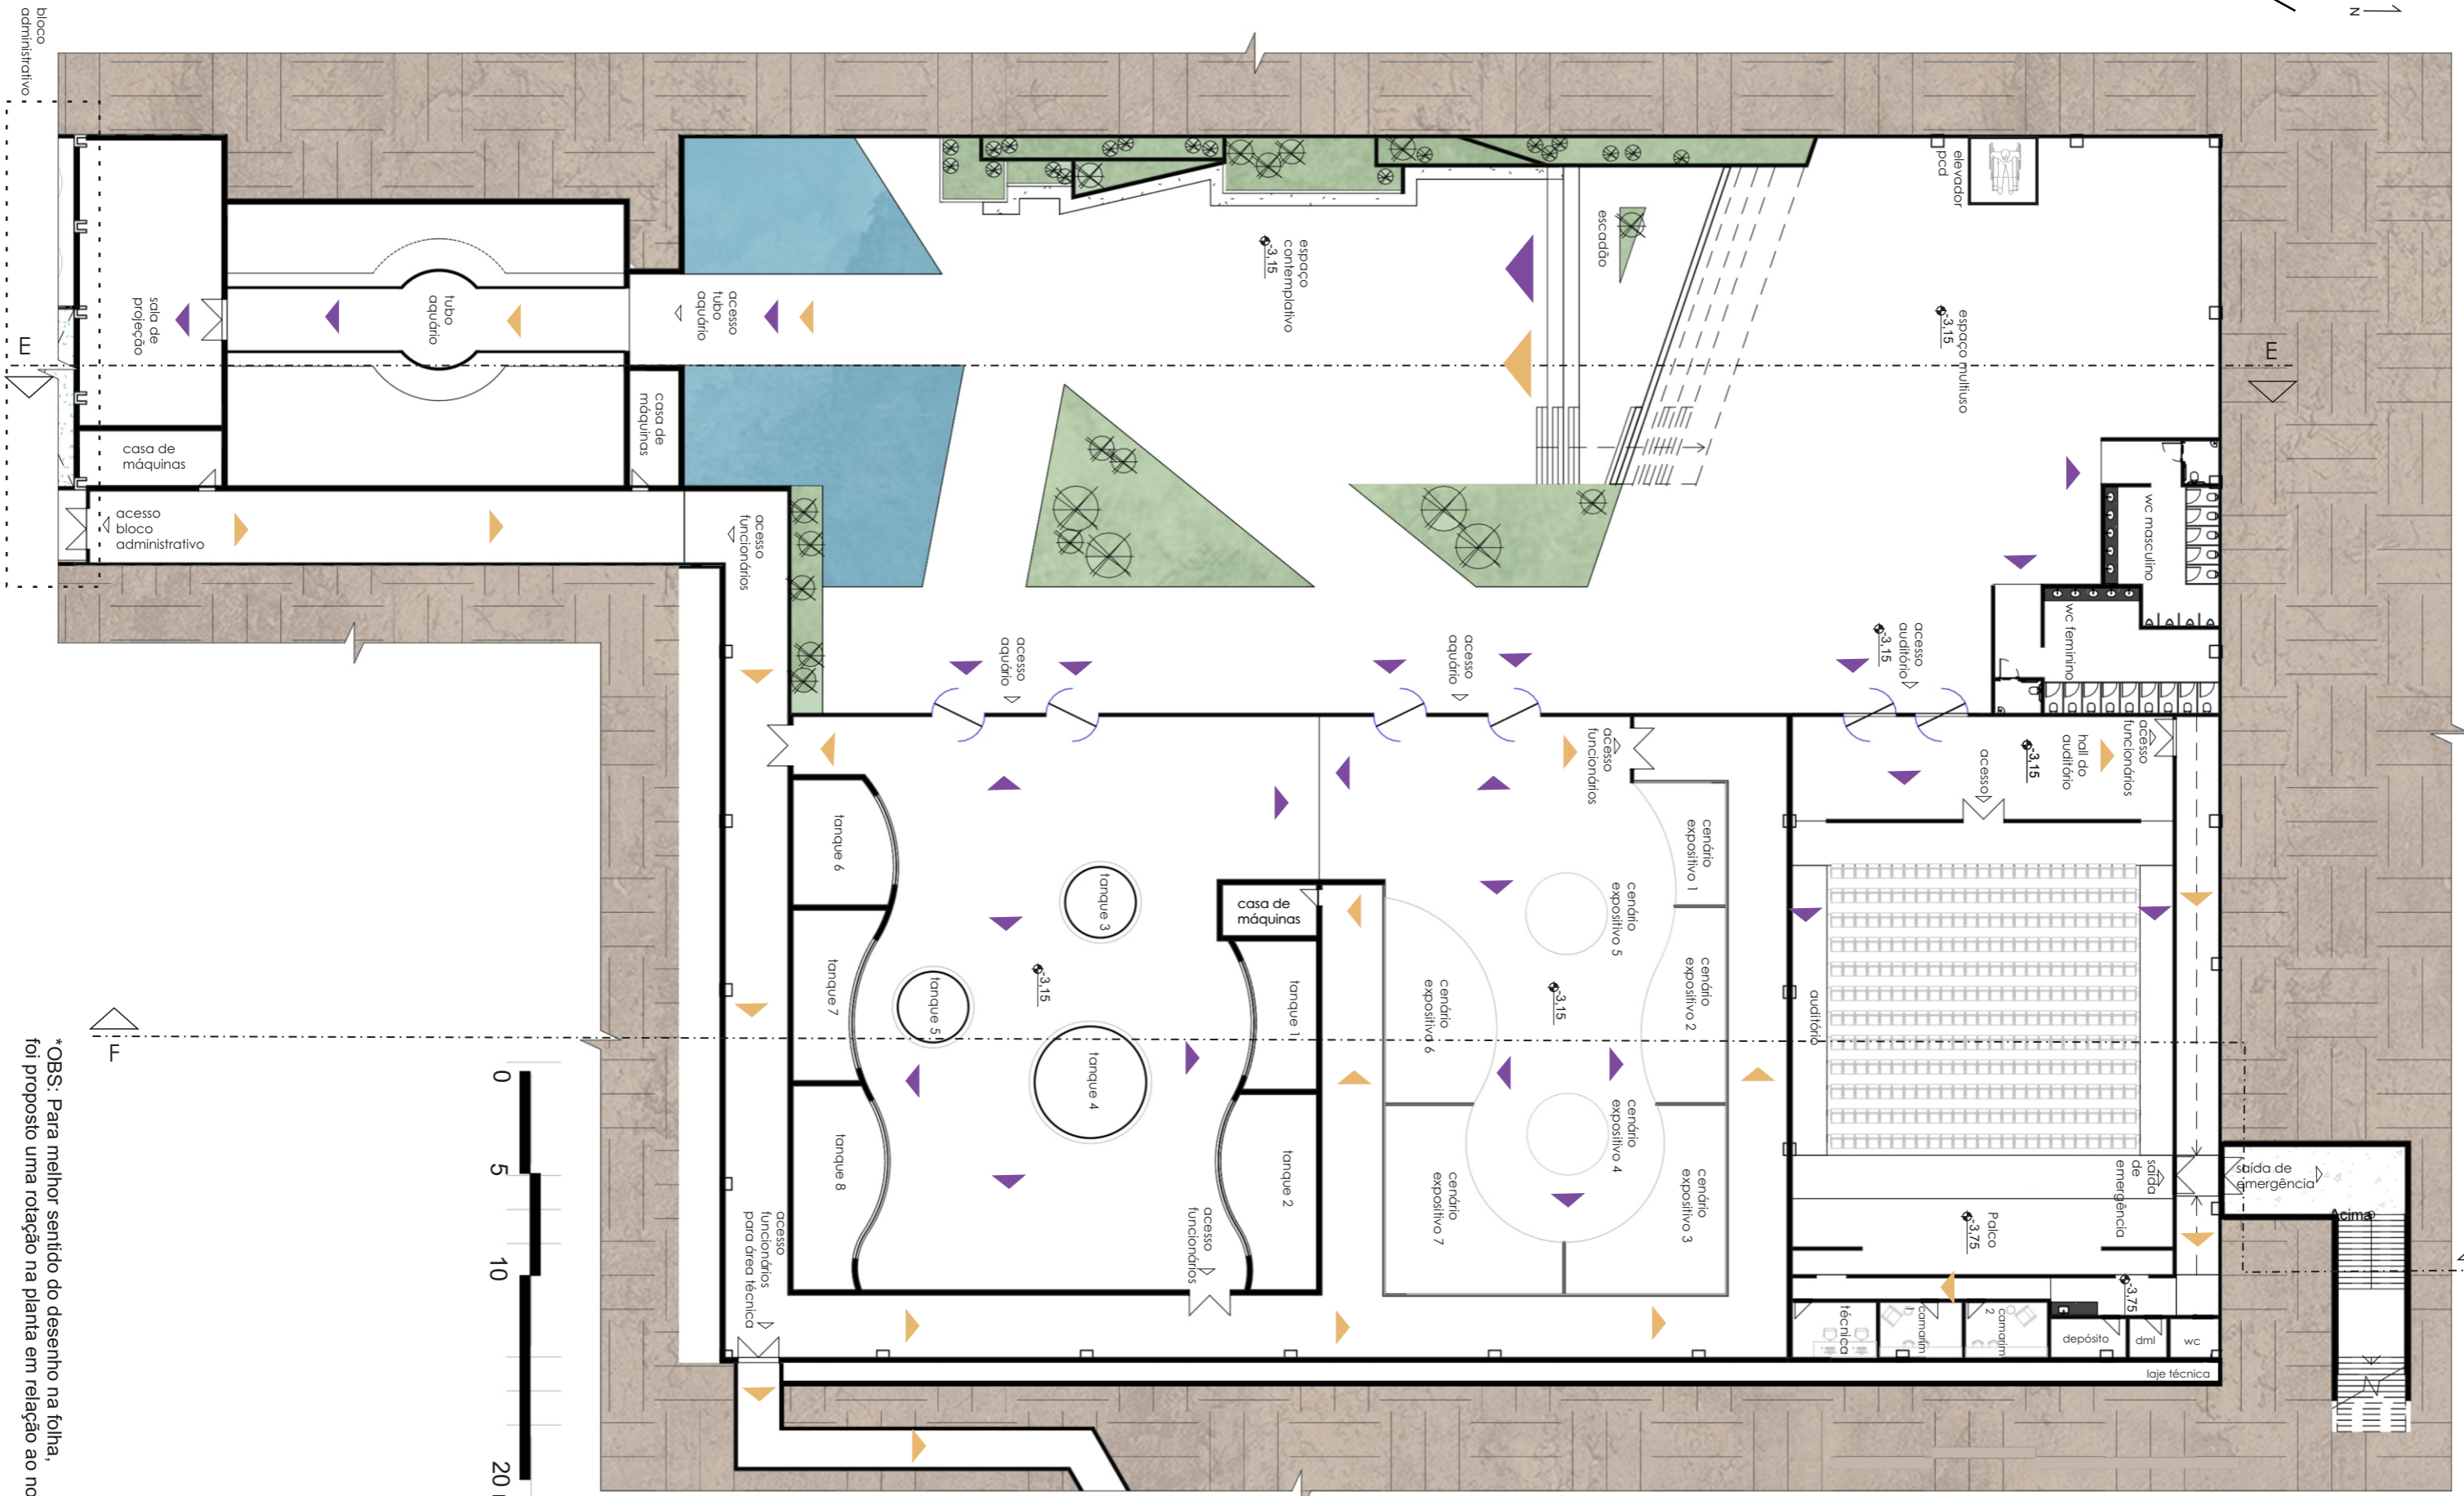 bloco
administrativo
N
elevador
pcd
escadão
espaço
contemplativo
-3,15
espaço multiuso
-3,15
acesso
tubo
aquário
tubo
aquário
sala de
projeção
E
E
casa de
máquinas
casa de
máquinas
acesso
bloco
administrativo
acesso
funcionários
wc masculino
wc feminino
acesso
aquário
acesso
aquário
acesso
auditório
-3,15
acesso
funcionários
acesso
funcionários
hall do
auditório
-3,15
acesso
tanque 6
tanque 3
casa de
máquinas
cenário
expositivo 1
cenário
expositivo 5
tanque 7
tanque 5
-3,15
tanque 1
cenário
expositivo 6
-3,15
cenário
expositivo 2
auditório
F
tanque 4
cenário
expositivo 4
tanque 8
tanque 2
cenário
expositivo 7
cenário
expositivo 3
saída
de
emergência
saída de
emergência
Acima
Palco
-3,75
acesso
funcionários
para área técnica
acesso
funcionários
-3,75
técnica
camarim
1
camarim
2
depósito
dml
wc
laje técnica
0
5
10
20
*OBS: Para melhor sentido do desenho na folha,
foi proposto uma rotação na planta em relação ao no